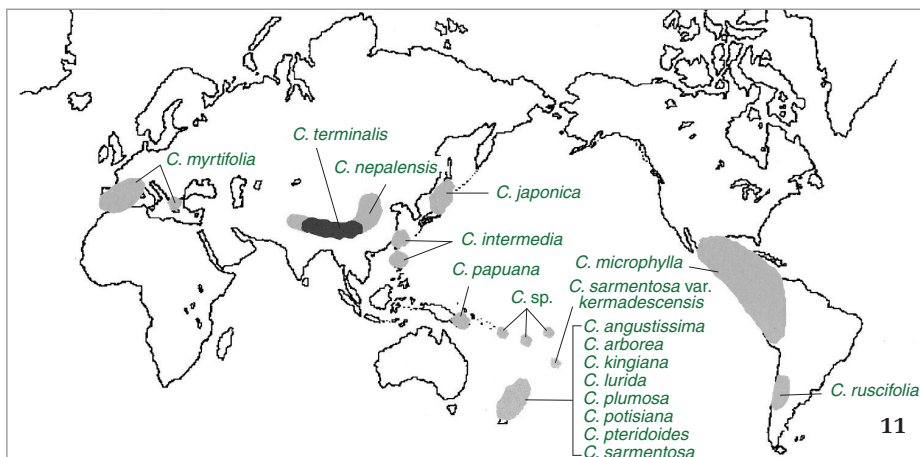 C. terminalis
C. myrtifolia
C. nepalensis
C. japonica
C. intermedia
C. microphylla
C. papuana
C. sarmentosa var.
kermadescensis
C. sp.
C. angustissima
C. arborea
C. kingiana
C. lurida
C. plumosa
C. potisiana
C. pteridoides
C. sarmentosa
C. ruscifolia
11